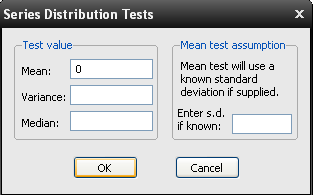 Series Distribution Tests
x
Test value
Mean: 0
Variance:
Median:
Mean test assumption
Mean test will use a
known standard
deviation if supplied.
Enter s.d.
if known:
OK
Cancel